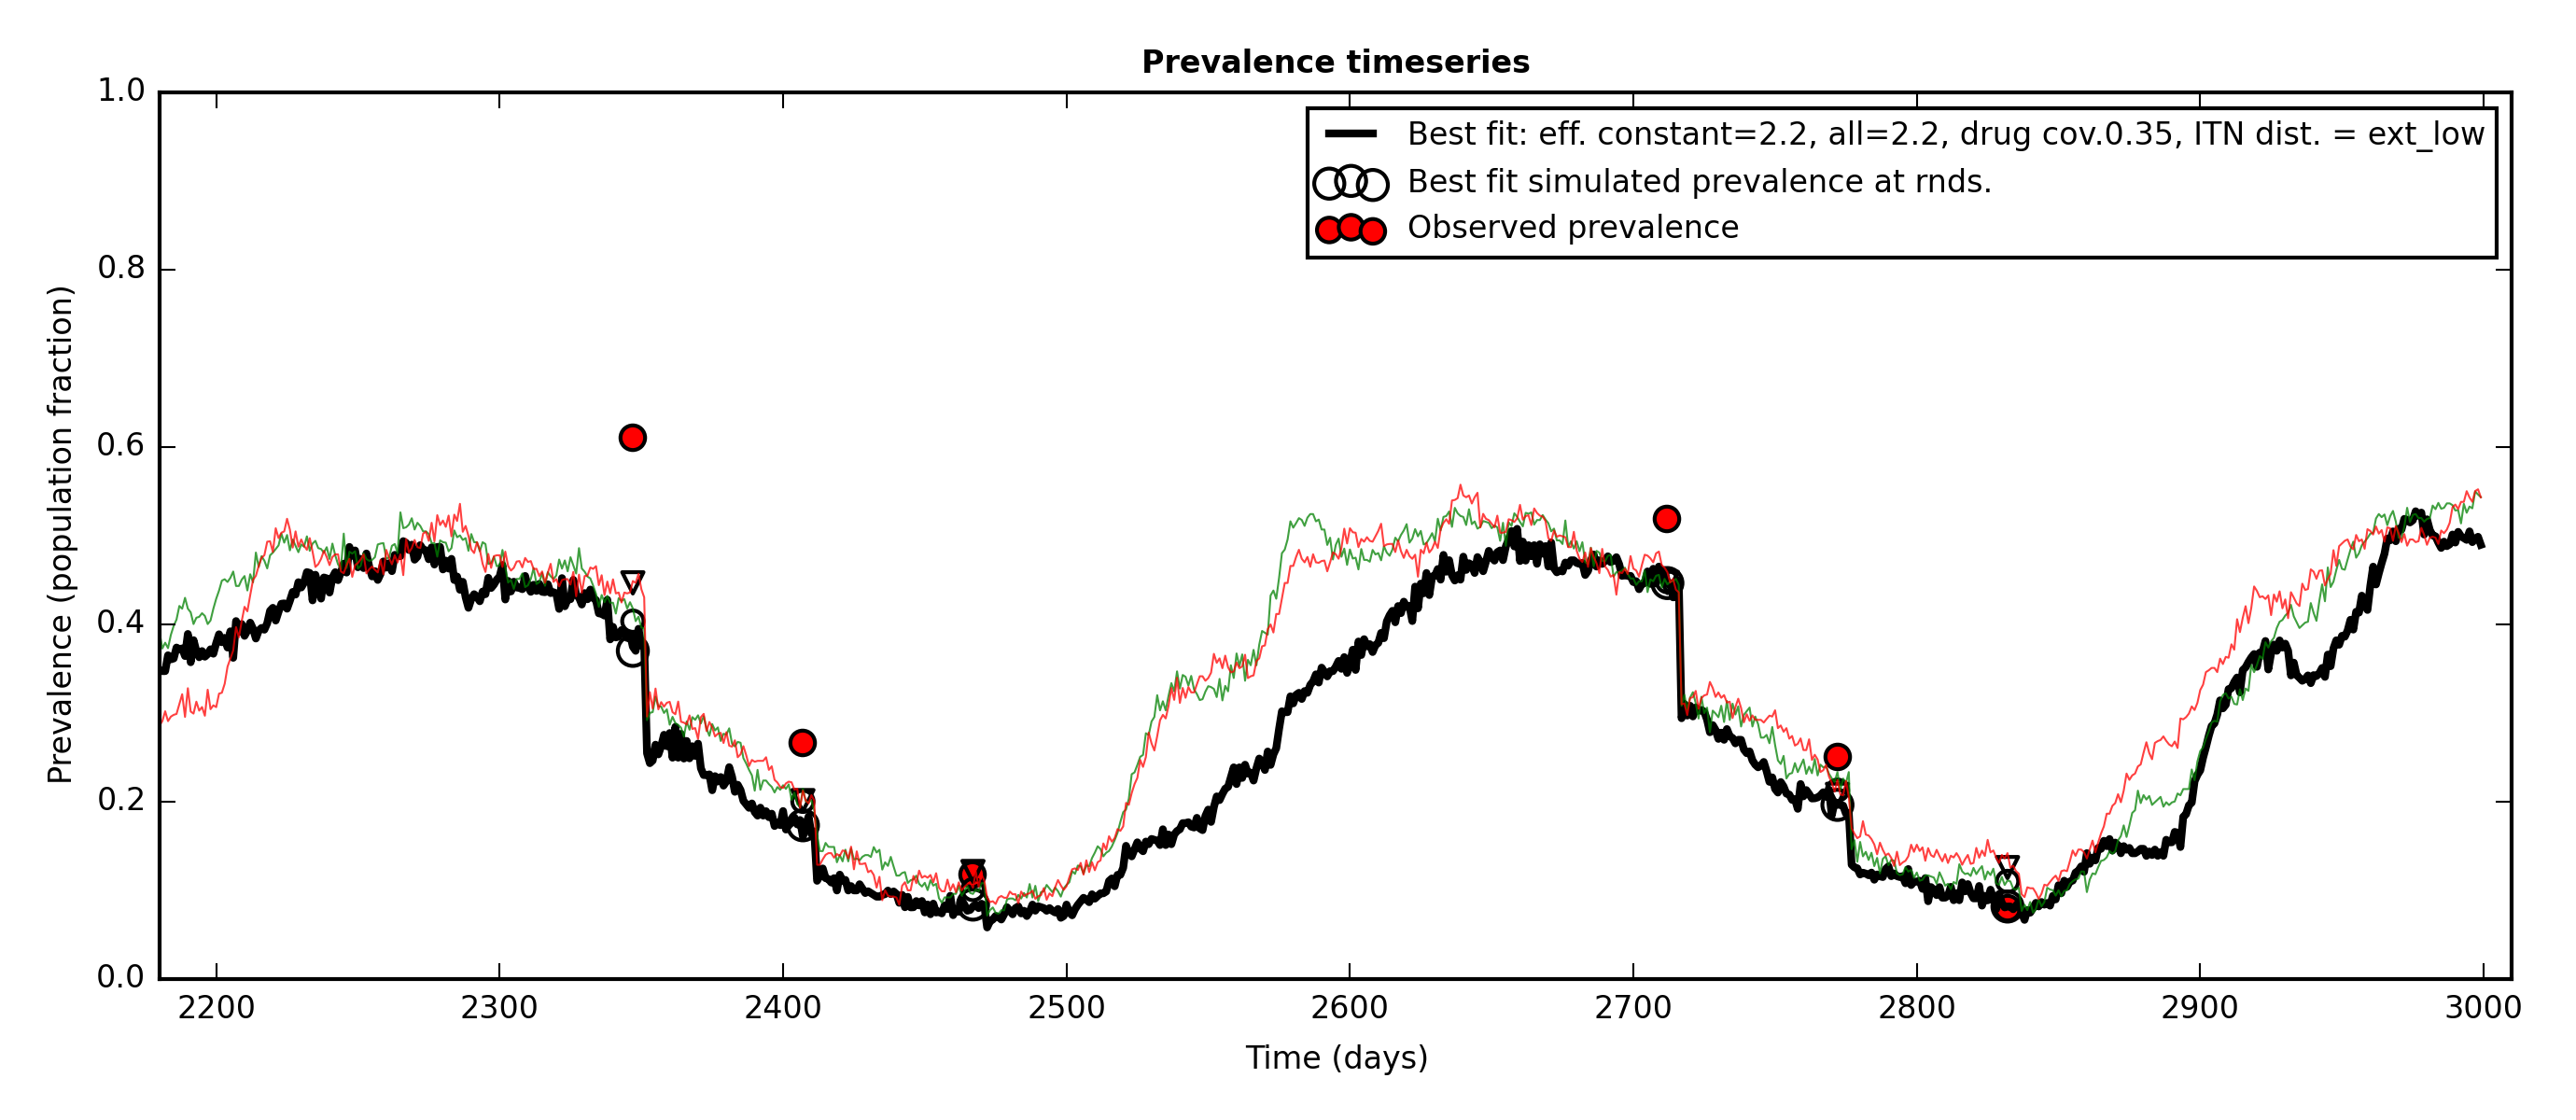 Prevalence timeseries
1.0
0.8
0.6
0.4
0.2
0.0
Prevalence (population fraction)
Best fit: eff. constant=2.2, all=2.2, drug cov.0.35, ITN dist. = ext_low
Best fit simulated prevalence at rnds.
Observed prevalence
2200 2300 2400 2500 2600 2700 2800 2900 3000
Time (days)